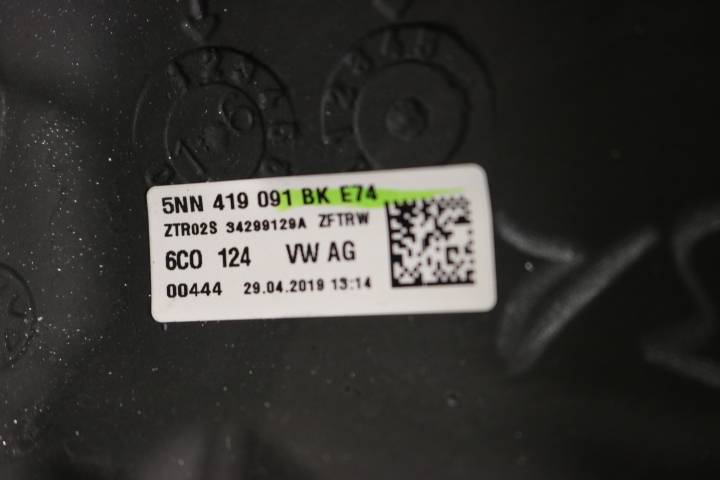 5NN 419 091 BK E74
ZTR02S 34299129A ZFTRW
6C0 124 VW AG
00444 29.04.2019 13:14